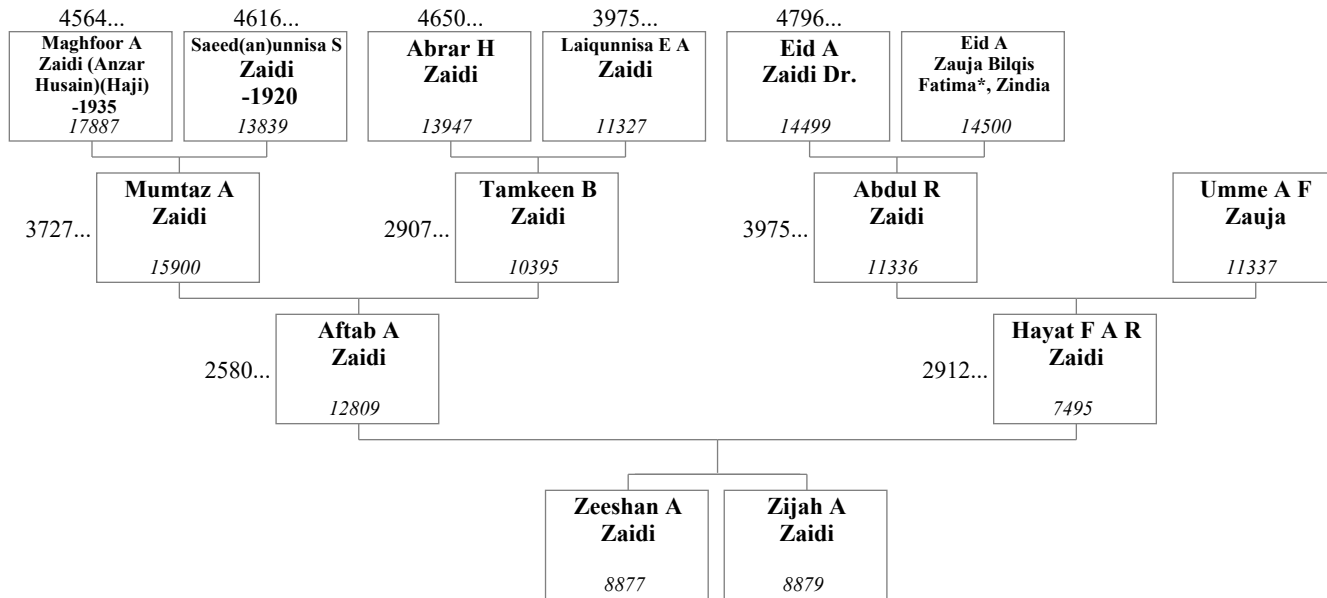 4564...
4616...
4650...
3975...
4796...
Maghfoor A
Zaidi (Anzar
Husain)(Haji)
-1935
17887
Saeed(an)unnisa S
Zaidi
-1920
13839
Abrar H
Zaidi
13947
Laiqunnisa E A
Zaidi
11327
Eid A
Zaidi Dr.
14499
Eid A
Zauja Bilqis
Fatima*, Zindia
14500
3727...
Mumtaz A
Zaidi
15900
2907...
Tamkeen B
Zaidi
10395
3975...
Abdul R
Zaidi
11336
Umme A F
Zauja
11337
2580...
Aftab A
Zaidi
12809
2912...
Hayat F A R
Zaidi
7495
Zeeshan A
Zaidi
8877
Zijah A
Zaidi
8879